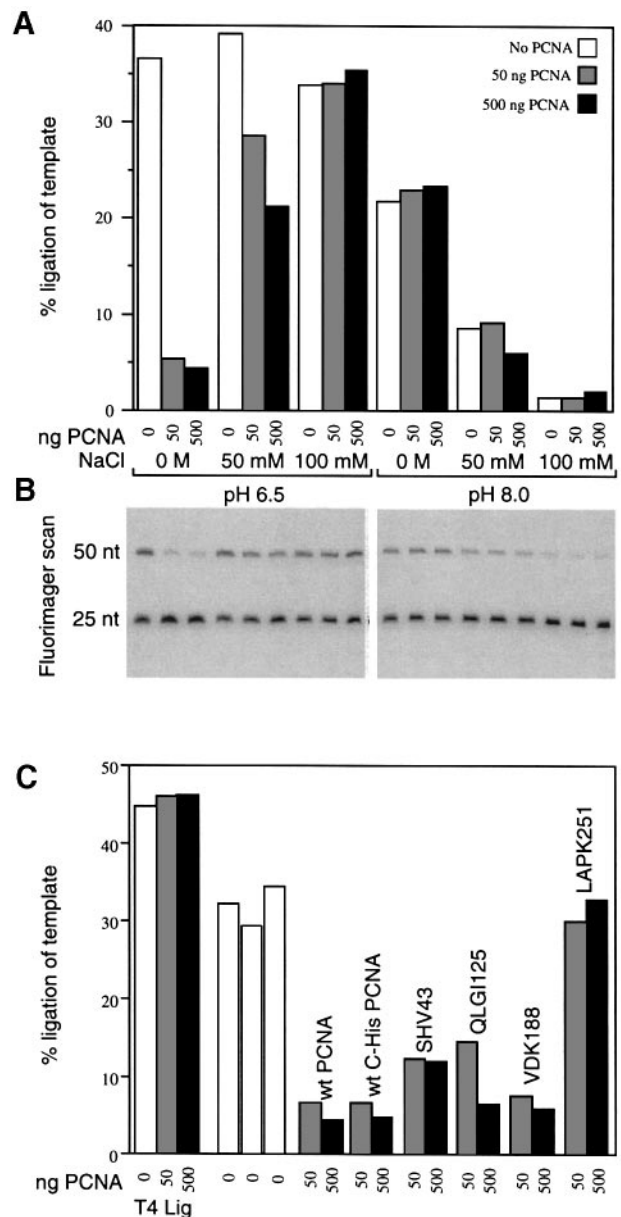 A
No PCNA
50 ng PCNA
500 ng PCNA
40
30
20
10
0
% ligation of template
ng PCNA 0 50 500 0 50 500 0 50 500 0 50 500 0 50 500 0 50 500
NaCl 0 M 50 mM 100 mM 0 M 50 mM 100 mM
pH 6.5 pH 8.0
B
50 nt
25 nt
Fluorimager scan
C
50
40
30
20
10
0
% ligation of template
wt PCNA
wt C-His PCNA
SHV43
QLGI125
VDK188
LAPK251
ng PCNA 0 50 500 0 0 0 50 500 50 500 50 500 50 500 50 500 50 500
T4 Lig